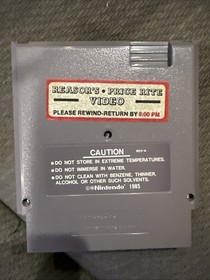 REASOR'S • PRICE RITE
VIDEO
PLEASE REWIND-RETURN BY 8:00 PM
CAUTION
REV-A
• DO NOT STORE IN EXTREME TEMPERATURES.
• DO NOT IMMERSE IN WATER.
• DO NOT CLEAN WITH BENZENE, THINNER,
ALCOHOL OR OTHER SUCH SOLVENTS.
©Nintendo 1985